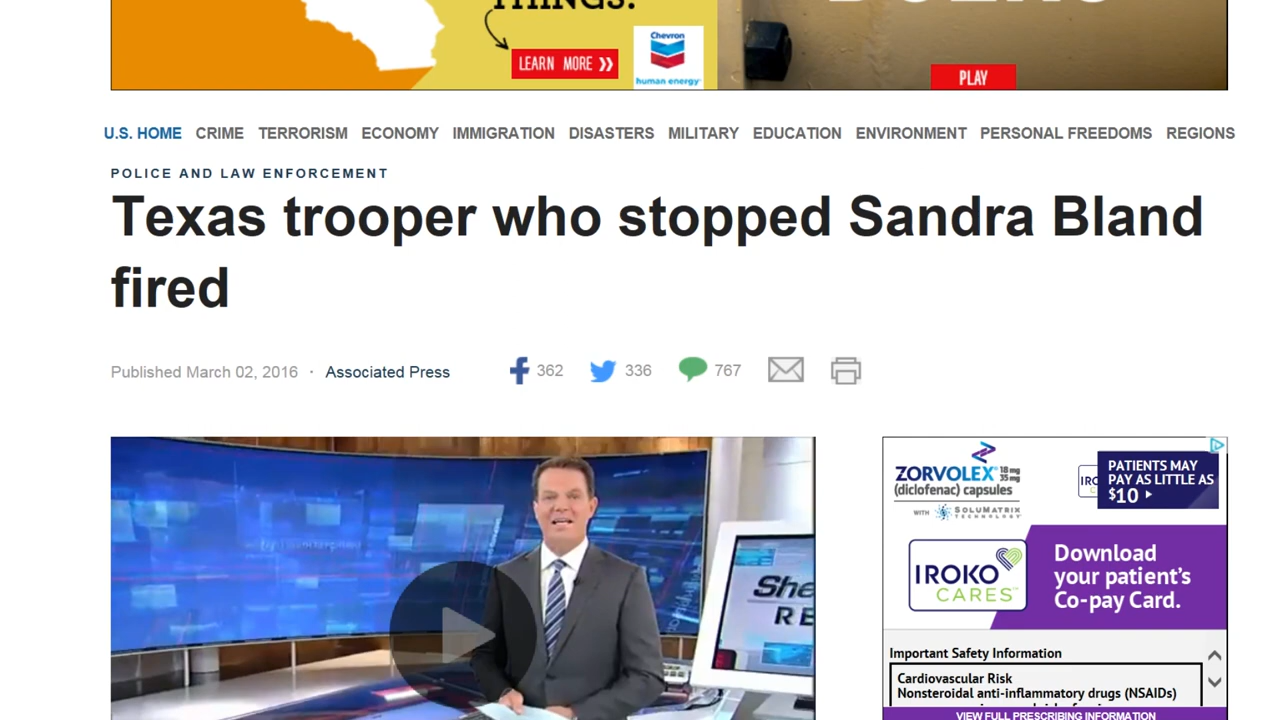 THINGS.
LEARN MORE
Chevron
human energy
PLAY
U.S. HOME CRIME TERRORISM ECONOMY IMMIGRATION DISASTERS MILITARY EDUCATION ENVIRONMENT PERSONAL FREEDOMS REGIONS
POLICE AND LAW ENFORCEMENT
Texas trooper who stopped Sandra Bland
fired
Published March 02, 2016 · Associated Press 362 336 767
She
RE
ZORVOLEX® 18 mg
35 mg
(diclofenac) capsules
WITH SOLUMATRIX
TECHNOLOGY™
PATIENTS MAY
PAY AS LITTLE AS
$10
IROKO
CARES™
Download
your patient's
Co-pay Card.
Important Safety Information
Cardiovascular Risk
Nonsteroidal anti-inflammatory drugs (NSAIDs)
VIEW FULL PRESCRIBING INFORMATION